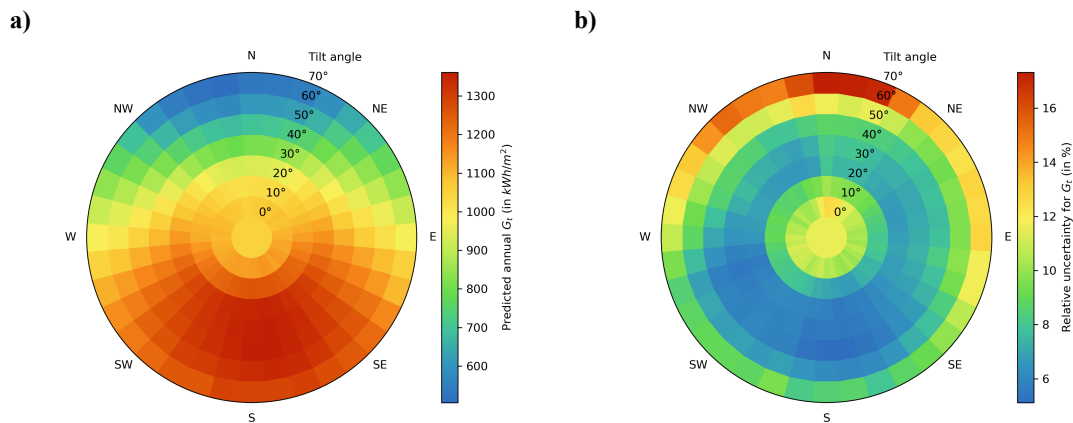 a)
N
Tilt angle
70°
60°
50°
40°
30°
20°
10°
0°
NW
NE
W
E
SW
SE
S
1300
1200
1100
1000
900
800
700
600
Predicted annual G_t (in kWh/m²)
b)
N
Tilt angle
70°
60°
50°
40°
30°
20°
10°
0°
NW
NE
W
E
SW
SE
S
16
14
12
10
8
6
Relative uncertainty for G_t (in %)